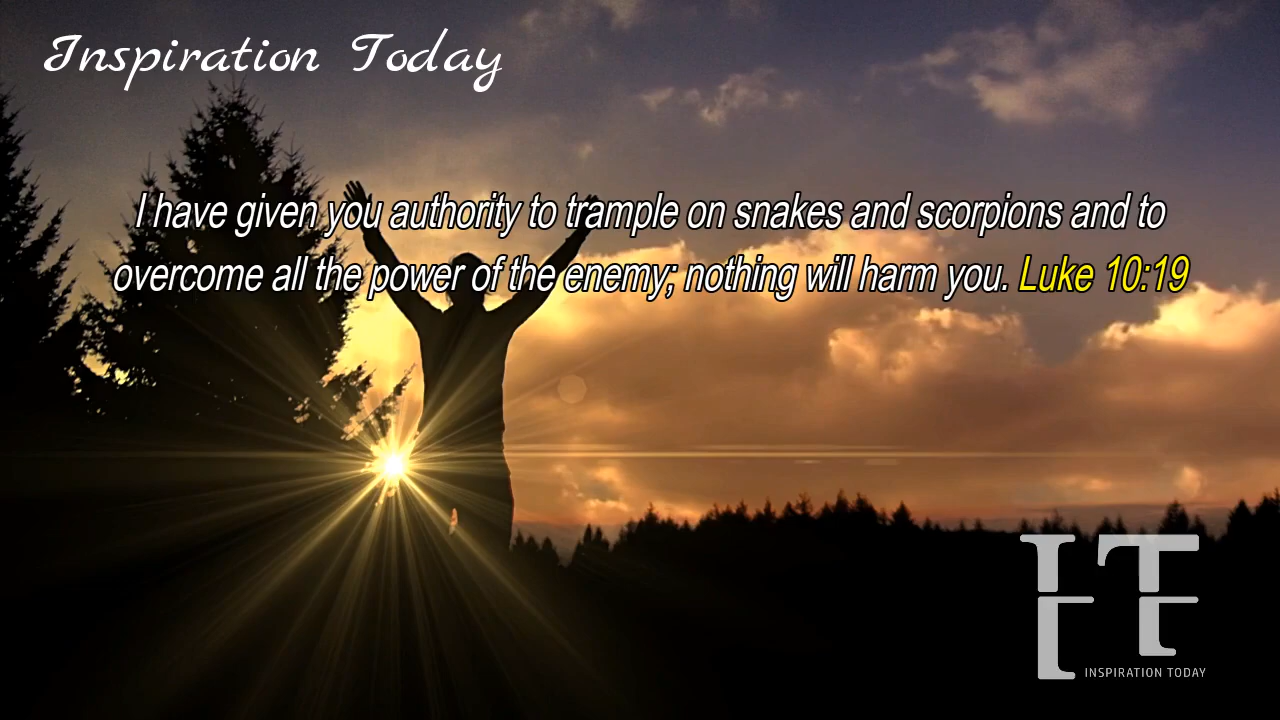 Inspiration Today
I have given you authority to trample on snakes and scorpions and to
overcome all the power of the enemy; nothing will harm you. Luke 10:19
IT
INSPIRATION TODAY